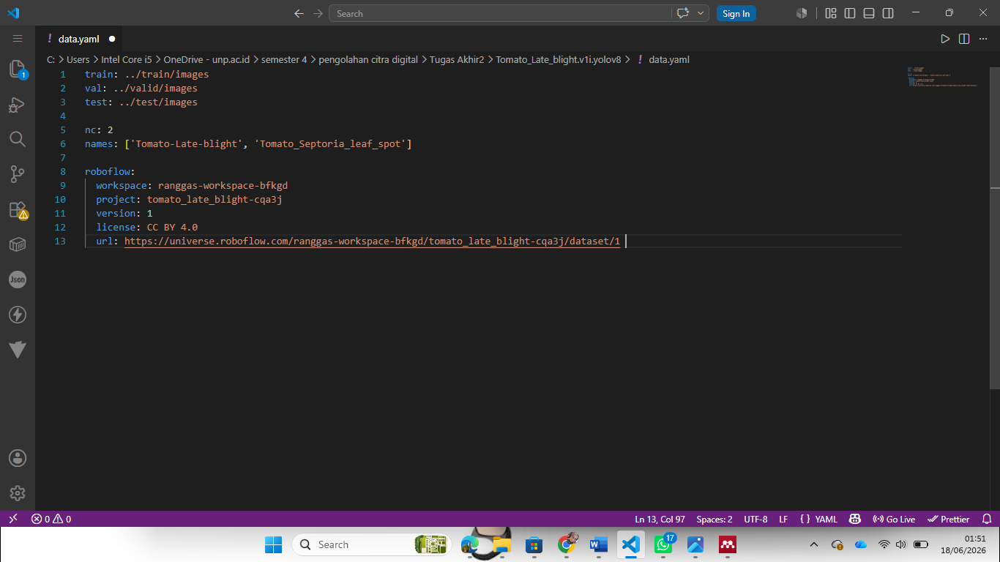 Search
Sign In
! data.yaml
C: > Users > Intel Core i5 > OneDrive - unp.ac.id > semester 4 > pengolahan citra digital > Tugas Akhir2 > Tomato_Late_blight.v1i.yolov8 > ! data.yaml
1 train: ../train/images
2 val: ../valid/images
3 test: ../test/images
4
5 nc: 2
6 names: ['Tomato-Late-blight', 'Tomato_Septoria_leaf_spot']
7
8 roboflow:
9 workspace: ranggas-workspace-bfkgd
10 project: tomato_late_blight-cqa3j
11 version: 1
12 license: CC BY 4.0
13 url: https://universe.roboflow.com/ranggas-workspace-bfkgd/tomato_late_blight-cqa3j/dataset/1
1
Json
0 0 Ln 13, Col 97 Spaces: 2 UTF-8 LF { } YAML Go Live Prettier
Search
17
01:51
18/06/2026